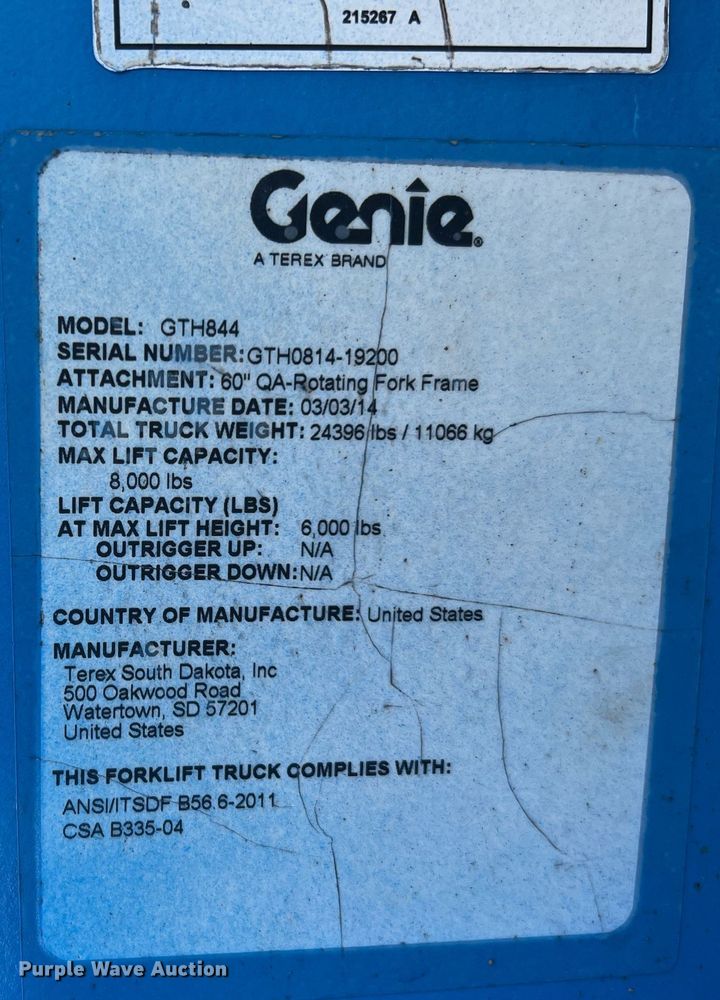 215267 A
Genie®
A TEREX BRAND
MODEL: GTH844
SERIAL NUMBER: GTH0814-19200
ATTACHMENT: 60" QA-Rotating Fork Frame
MANUFACTURE DATE: 03/03/14
TOTAL TRUCK WEIGHT: 24396 lbs / 11066 kg
MAX LIFT CAPACITY:
8,000 lbs
LIFT CAPACITY (LBS)
AT MAX LIFT HEIGHT: 6,000 lbs
OUTRIGGER UP: N/A
OUTRIGGER DOWN: N/A
COUNTRY OF MANUFACTURE: United States
MANUFACTURER:
Terex South Dakota, Inc
500 Oakwood Road
Watertown, SD 57201
United States
THIS FORKLIFT TRUCK COMPLIES WITH:
ANSI/ITSDF B56.6-2011
CSA B335-04
Purple Wave Auction